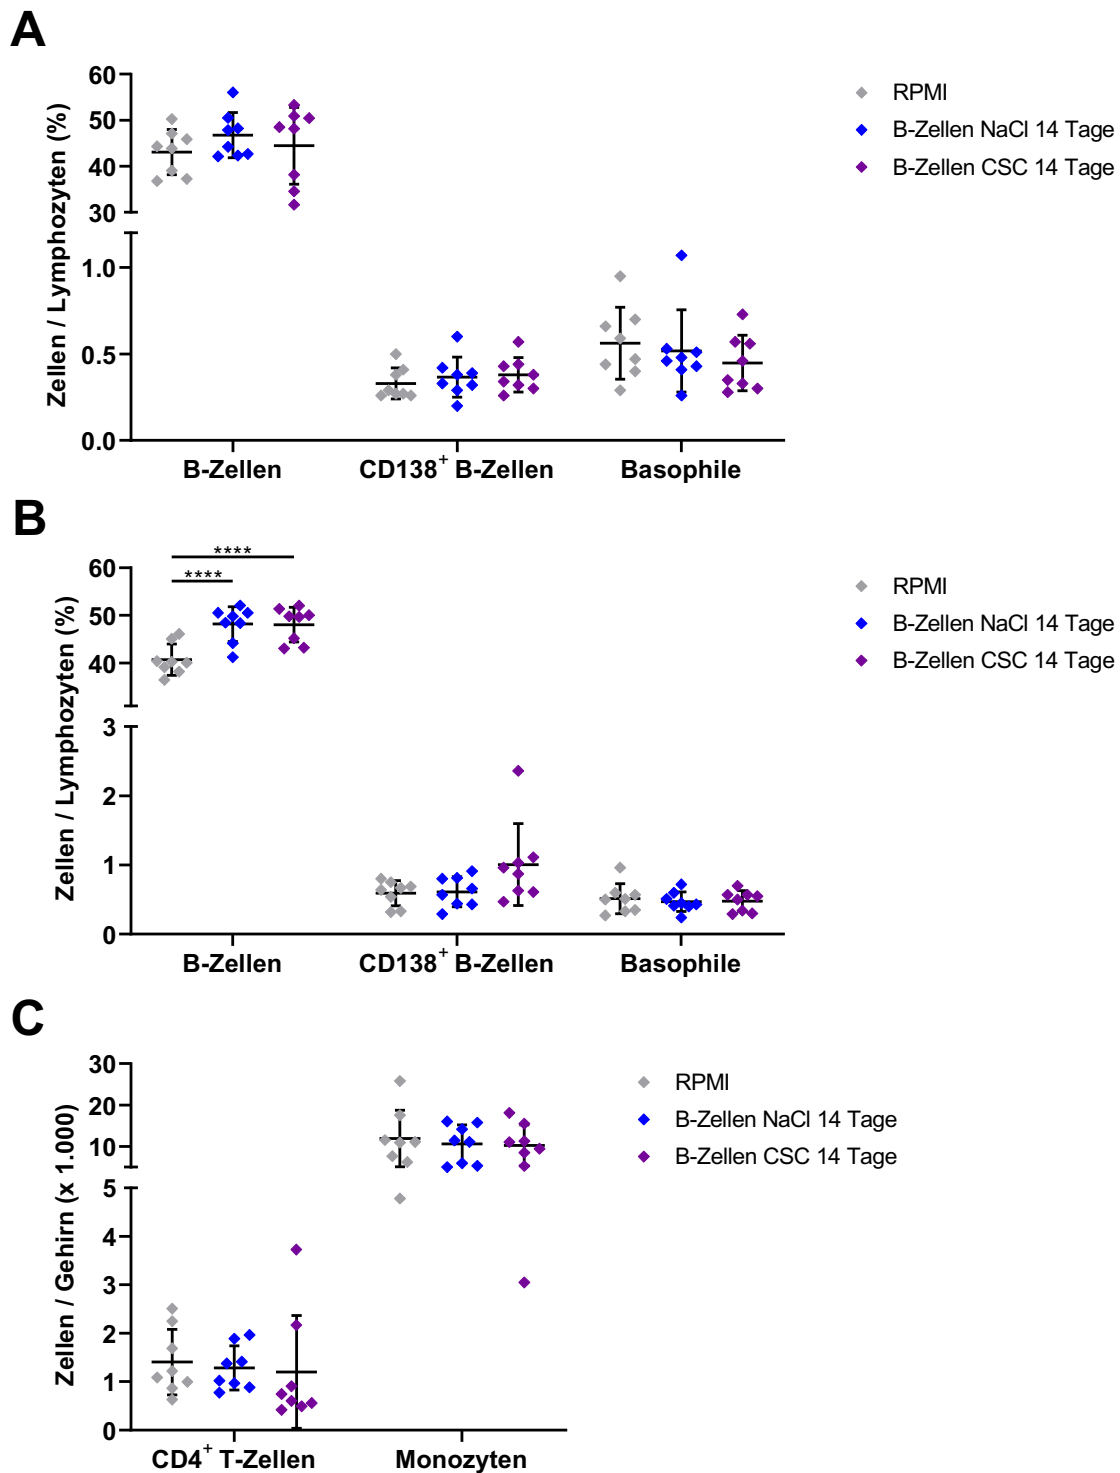 A
Zellen / Lymphozyten (%)
60
50
40
30
1.0
0.5
0.0
B-Zellen
CD138⁺ B-Zellen
Basophile
RPMI
B-Zellen NaCl 14 Tage
B-Zellen CSC 14 Tage
B
Zellen / Lymphozyten (%)
60
50
40
3
2
1
0
****
****
B-Zellen
CD138⁺ B-Zellen
Basophile
RPMI
B-Zellen NaCl 14 Tage
B-Zellen CSC 14 Tage
C
Zellen / Gehirn (x 1.000)
30
20
10
5
4
3
2
1
0
CD4⁺ T-Zellen
Monozyten
RPMI
B-Zellen NaCl 14 Tage
B-Zellen CSC 14 Tage